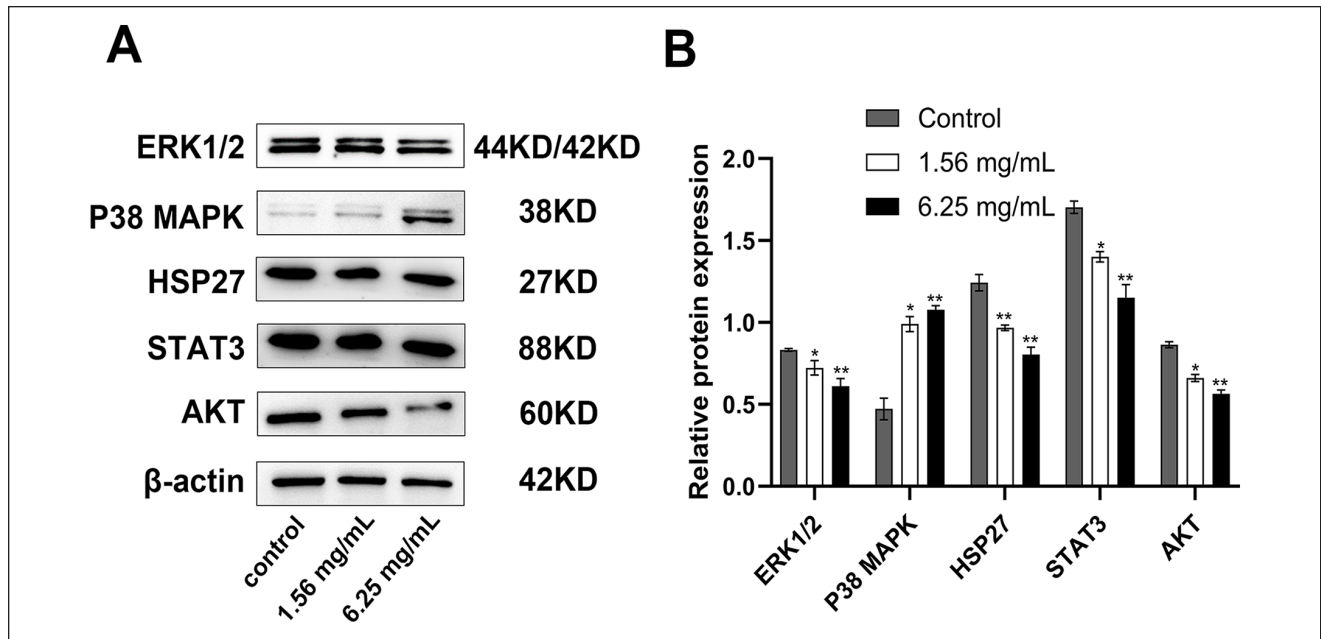 A
ERK1/2 44KD/42KD
P38 MAPK 38KD
HSP27 27KD
STAT3 88KD
AKT 60KD
β-actin 42KD
control
1.56 mg/mL
6.25 mg/mL
B
Control
1.56 mg/mL
6.25 mg/mL
Relative protein expression
2.0
1.5
1.0
0.5
0.0
* **
* **
** **
* **
* **
ERK1/2
P38 MAPK
HSP27
STAT3
AKT